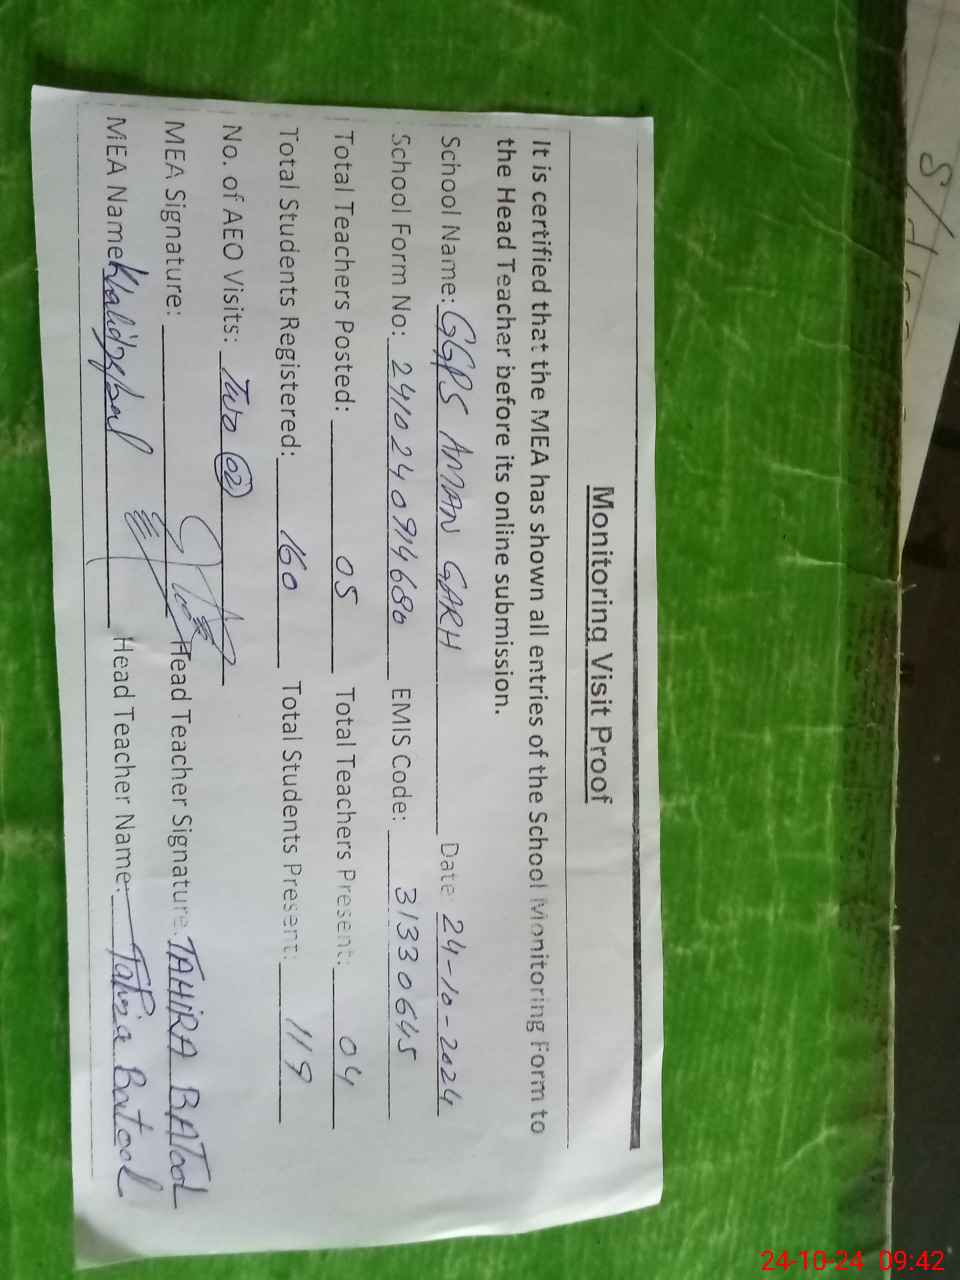 Monitoring Visit Proof
It is certified that the MEA has shown all entries of the School Monitoring Form to
the Head Teacher before its online submission.
School Name: GGPS AMAN GARH Date: 24-10-2024
School Form No: 2410240914680 EMIS Code: 31330645
Total Teachers Posted: 05 Total Teachers Present: 04
Total Students Registered: 160 Total Students Present: 119
No. of AEO Visits: Two 02
MEA Signature: Head Teacher Signature: TAHIRA BATool
MEA Name Khalid Iqbal Head Teacher Name: Tahira Batool
24-10-24 09:42